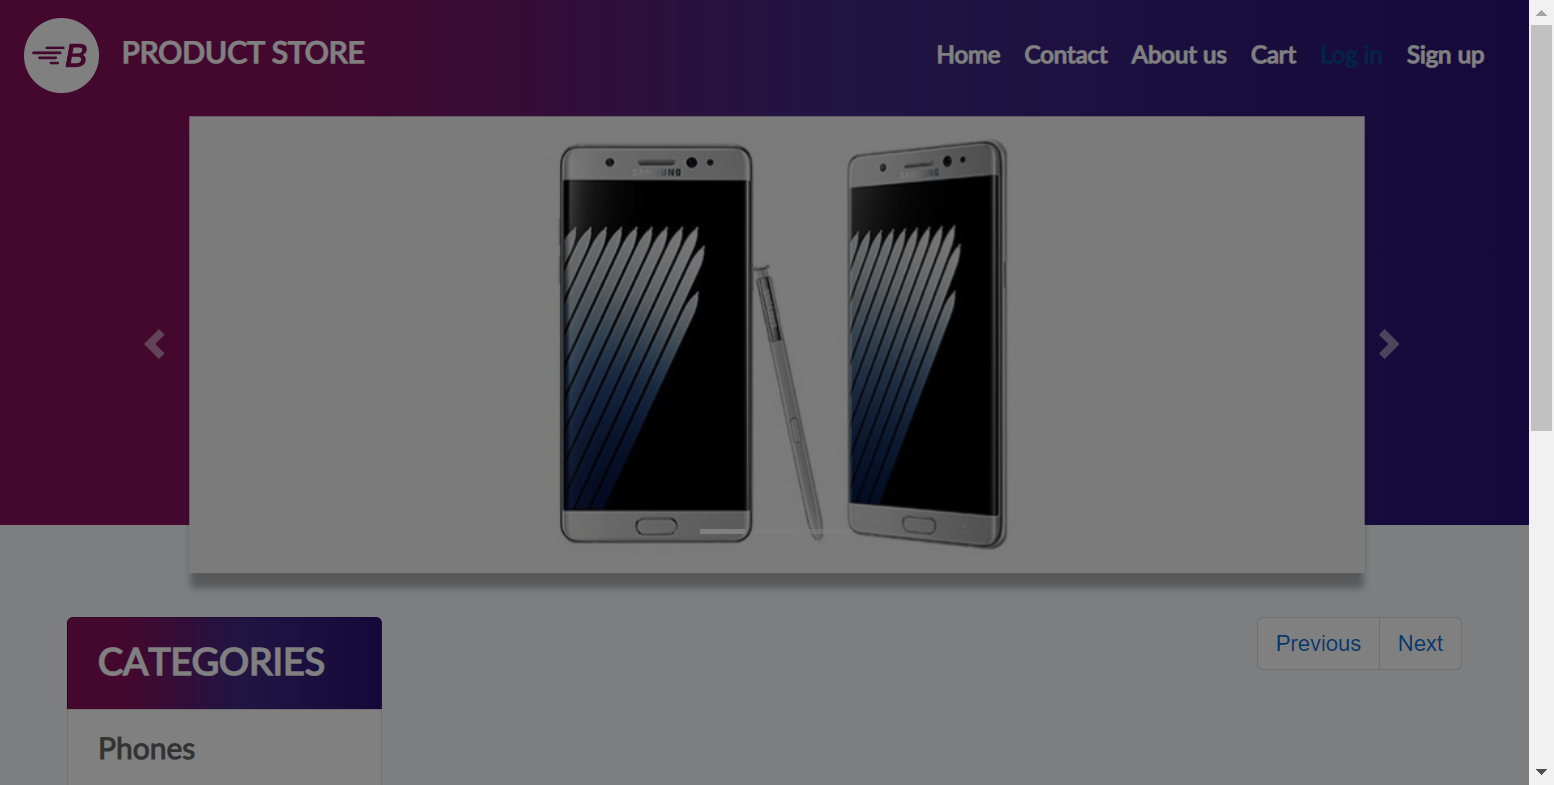 B PRODUCT STORE Home Contact About us Cart Log in Sign up
SAMSUNG SAMSUNG
CATEGORIES
Previous Next
Phones